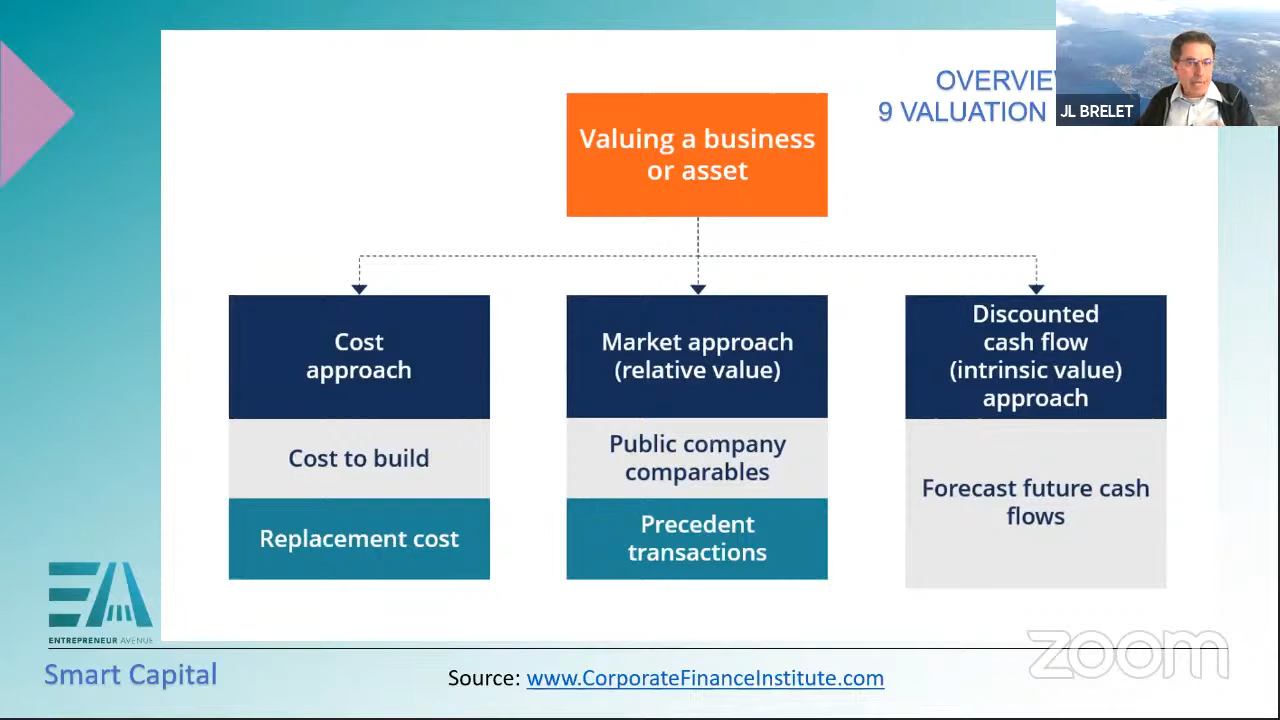 OVERVIE
9 VALUATION
JL BRELET
Valuing a business
or asset
Cost
approach
Cost to build
Replacement cost
Market approach
(relative value)
Public company
comparables
Precedent
transactions
Discounted
cash flow
(intrinsic value)
approach
Forecast future cash
flows
EA
ENTREPRENEUR AVENUE
Smart Capital
Source: www.CorporateFinanceInstitute.com
zoom